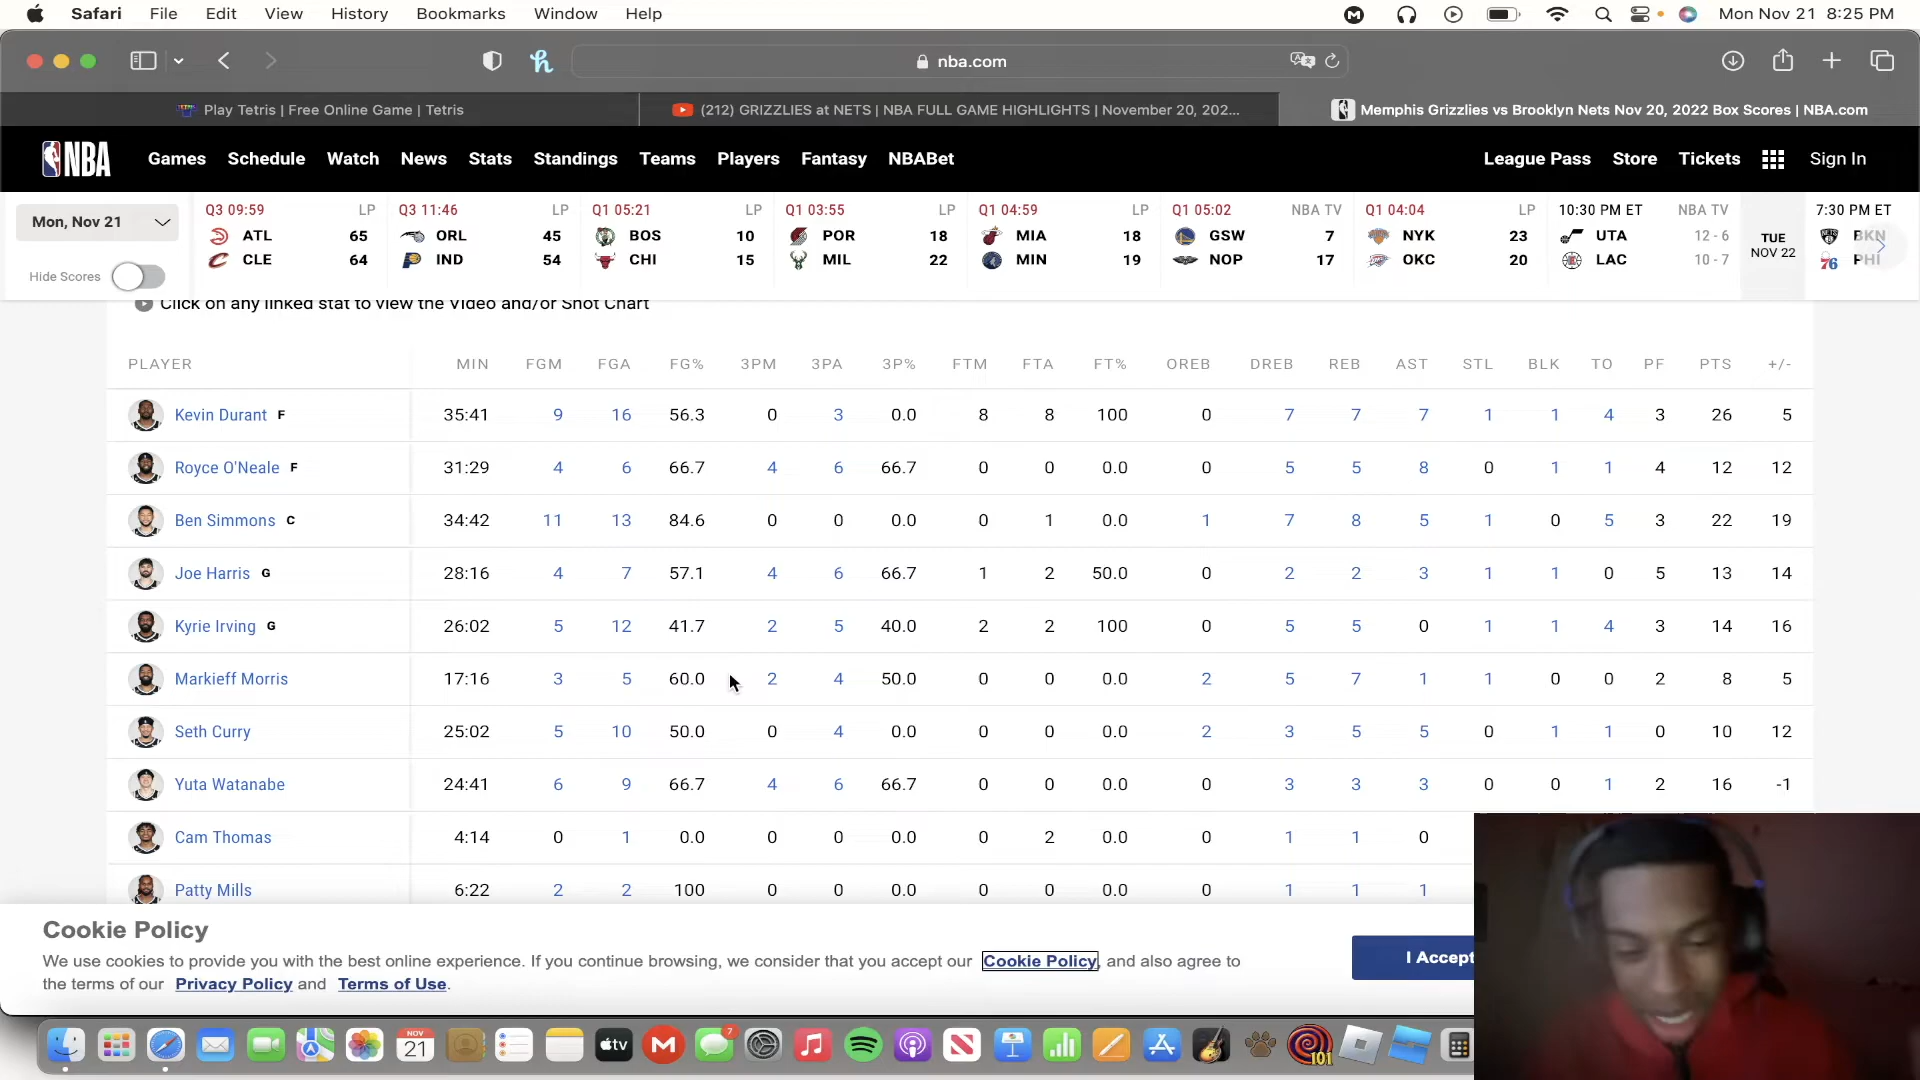 Safari File Edit View History Bookmarks Window Help Mon Nov 21 8:25 PM
nba.com
Play Tetris | Free Online Game | Tetris (212) GRIZZLIES at NETS | NBA FULL GAME HIGHLIGHTS | November 20, 202... Memphis Grizzlies vs Brooklyn Nets Nov 20, 2022 Box Scores | NBA.com
NBA Games Schedule Watch News Stats Standings Teams Players Fantasy NBABet League Pass Store Tickets Sign In
Mon, Nov 21 Q3 09:59 LP Q3 11:46 LP Q1 05:21 LP Q1 03:55 LP Q1 04:59 LP Q1 05:02 NBA TV Q1 04:04 LP 10:30 PM ET NBA TV 7:30 PM ET
ATL 65 ORL 45 BOS 10 POR 18 MIA 18 GSW 7 NYK 23 UTA 12 - 6 TUE BKN
CLE 64 IND 54 CHI 15 MIL 22 MIN 19 NOP 17 OKC 20 LAC 10 - 7 NOV 22 PHI
Hide Scores
Click on any linked stat to view the Video and/or Shot Chart
PLAYER MIN FGM FGA FG% 3PM 3PA 3P% FTM FTA FT% OREB DREB REB AST STL BLK TO PF PTS +/-
Kevin Durant F 35:41 9 16 56.3 0 3 0.0 8 8 100 0 7 7 7 1 1 4 3 26 5
Royce O'Neale F 31:29 4 6 66.7 4 6 66.7 0 0 0.0 0 5 5 8 0 1 1 4 12 12
Ben Simmons C 34:42 11 13 84.6 0 0 0.0 0 1 0.0 1 7 8 5 1 0 5 3 22 19
Joe Harris G 28:16 4 7 57.1 4 6 66.7 1 2 50.0 0 2 2 3 1 1 0 5 13 14
Kyrie Irving G 26:02 5 12 41.7 2 5 40.0 2 2 100 0 5 5 0 1 1 4 3 14 16
Markieff Morris 17:16 3 5 60.0 2 4 50.0 0 0 0.0 2 5 7 1 1 0 0 2 8 5
Seth Curry 25:02 5 10 50.0 0 4 0.0 0 0 0.0 2 3 5 5 0 1 1 0 10 12
Yuta Watanabe 24:41 6 9 66.7 4 6 66.7 0 0 0.0 0 3 3 3 0 0 1 2 16 -1
Cam Thomas 4:14 0 1 0.0 0 0 0.0 0 2 0.0 0 1 1 0
Patty Mills 6:22 2 2 100 0 0 0.0 0 0 0.0 0 1 1 1
Cookie Policy
We use cookies to provide you with the best online experience. If you continue browsing, we consider that you accept our Cookie Policy, and also agree to
the terms of our Privacy Policy and Terms of Use.
I Accept
NOV
21
tv
7
101